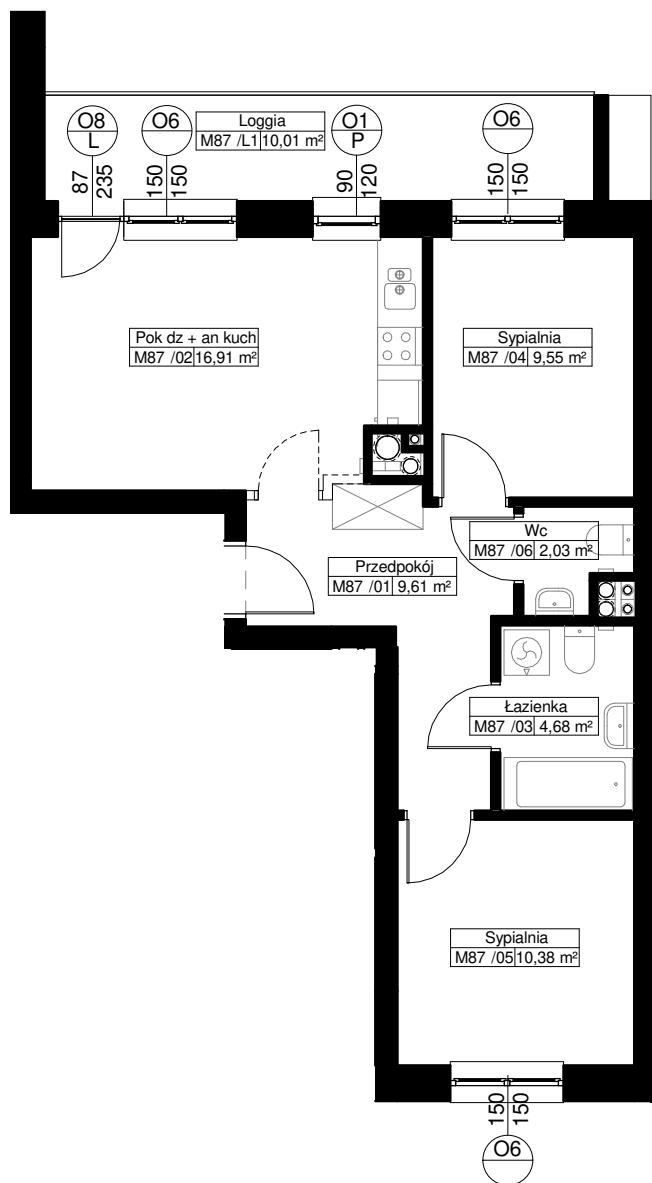 O8
L
O6
Loggia
M87 /L1 10,01 m²
O1
P
O6
87
235
150
150
90
120
150
150
Pok dz + an kuch
M87 /02 16,91 m²
Sypialnia
M87 /04 9,55 m²
Wc
M87 /06 2,03 m²
Przedpokój
M87 /01 9,61 m²
Łazienka
M87 /03 4,68 m²
Sypialnia
M87 /05 10,38 m²
150
150
O6